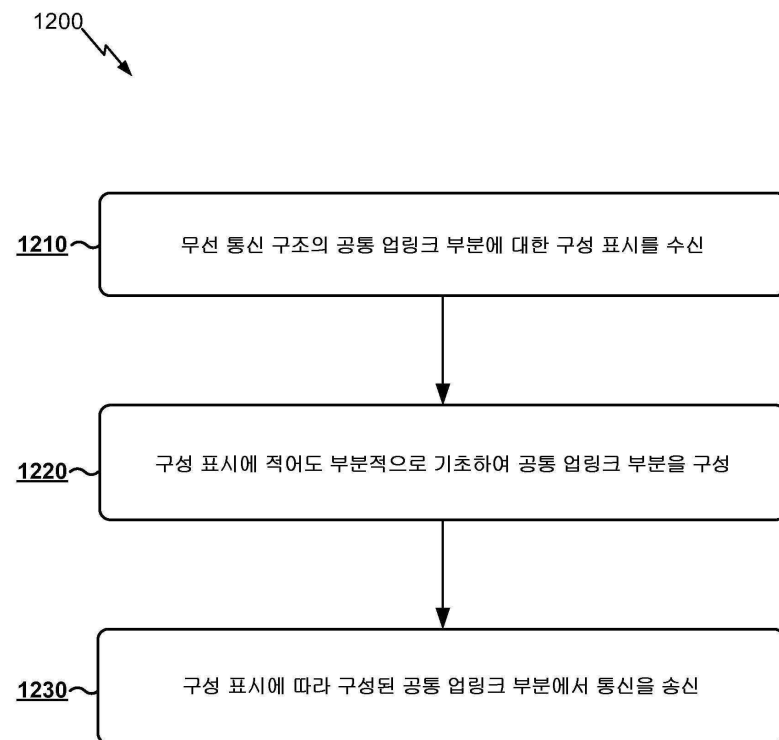 1200
1210 무선 통신 구조의 공통 업링크 부분에 대한 구성 표시를 수신
1220 구성 표시에 적어도 부분적으로 기초하여 공통 업링크 부분을 구성
1230 구성 표시에 따라 구성된 공통 업링크 부분에서 통신을 송신